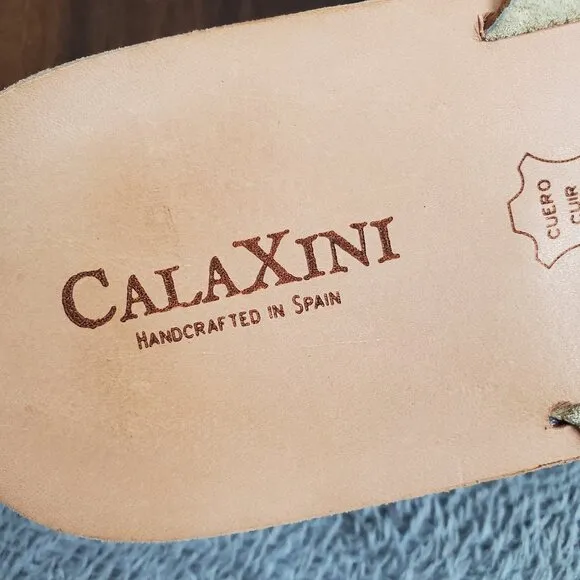 CALAXINI
HANDCRAFTED IN SPAIN
CUERO
CUIR